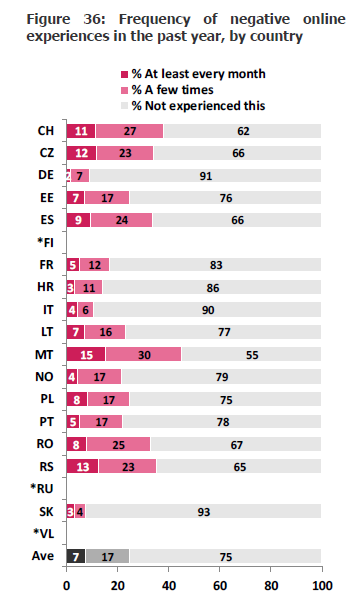 Figure 36: Frequency of negative online
experiences in the past year, by country
% At least every month
% A few times
% Not experienced this
CH 11 27 62
CZ 12 23 66
DE 2 7 91
EE 7 17 76
ES 9 24 66
*FI
FR 5 12 83
HR 3 11 86
IT 4 6 90
LT 7 16 77
MT 15 30 55
NO 4 17 79
PL 8 17 75
PT 5 17 78
RO 8 25 67
RS 13 23 65
*RU
SK 3 4 93
*VL
Ave 7 17 75
0 20 40 60 80 100